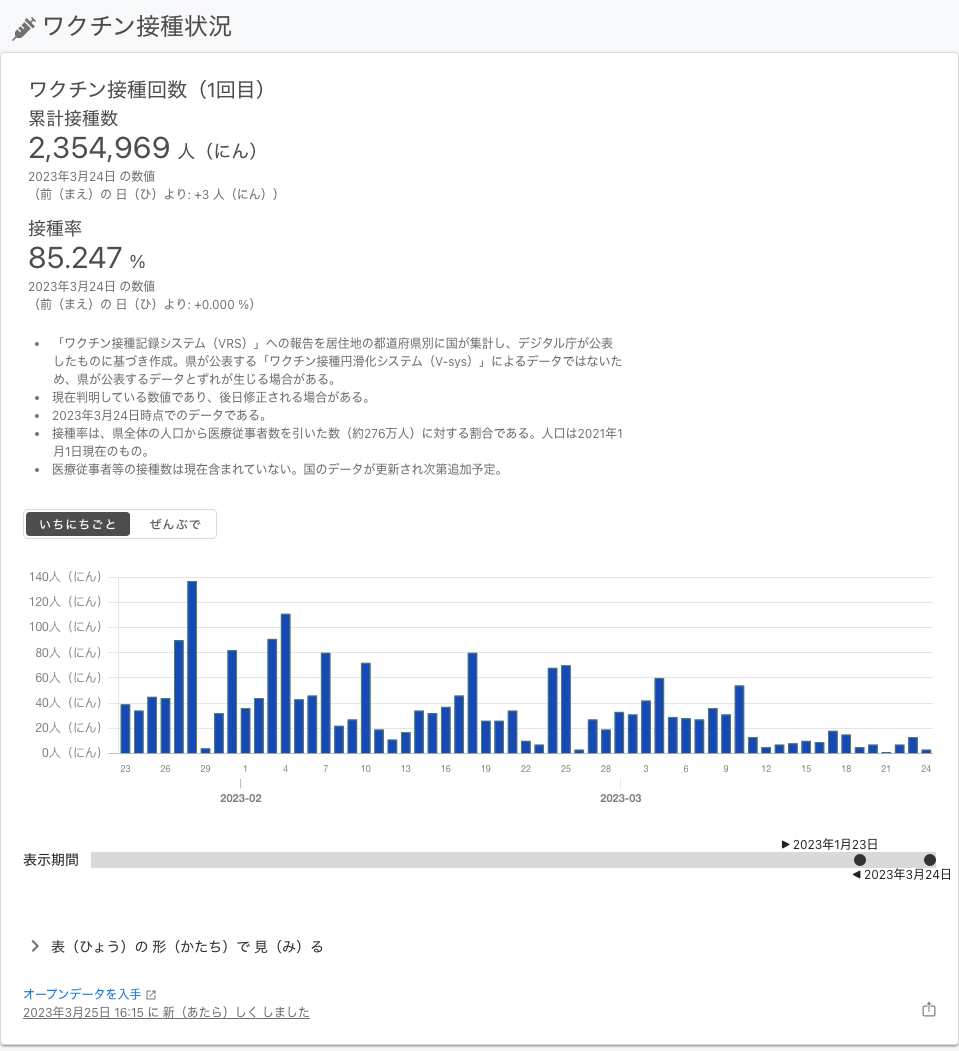 ワクチン接種状況
ワクチン接種回数（1回目）
累計接種数
2,354,969 人（にん）
2023年3月24日 の数値
（前（まえ）の 日（ひ）より: +3 人（にん））
接種率
85.247 %
2023年3月24日 の数値
（前（まえ）の 日（ひ）より: +0.000 %）
「ワクチン接種記録システム（VRS）」への報告を居住地の都道府県別に国が集計し、デジタル庁が公表
したものに基づき作成。県が公表する「ワクチン接種円滑化システム（V-sys）」によるデータではないた
め、県が公表するデータとずれが生じる場合がある。
現在判明している数値であり、後日修正される場合がある。
2023年3月24日時点でのデータである。
接種率は、県全体の人口から医療従事者数を引いた数（約276万人）に対する割合である。人口は2021年1
月1日現在のもの。
医療従事者等の接種数は現在含まれていない。国のデータが更新され次第追加予定。
いちにちごと ぜんぶで
140人（にん）
120人（にん）
100人（にん）
80人（にん）
60人（にん）
40人（にん）
20人（にん）
0人（にん）
23 26 29 1 4 7 10 13 16 19 22 25 28 3 6 9 12 15 18 21 24
2023-02 2023-03
▶ 2023年1月23日
表示期間
◀ 2023年3月24日
表（ひょう）の 形（かたち）で 見（み）る
オープンデータを入手
2023年3月25日 16:15 に 新（あたら）しく しました